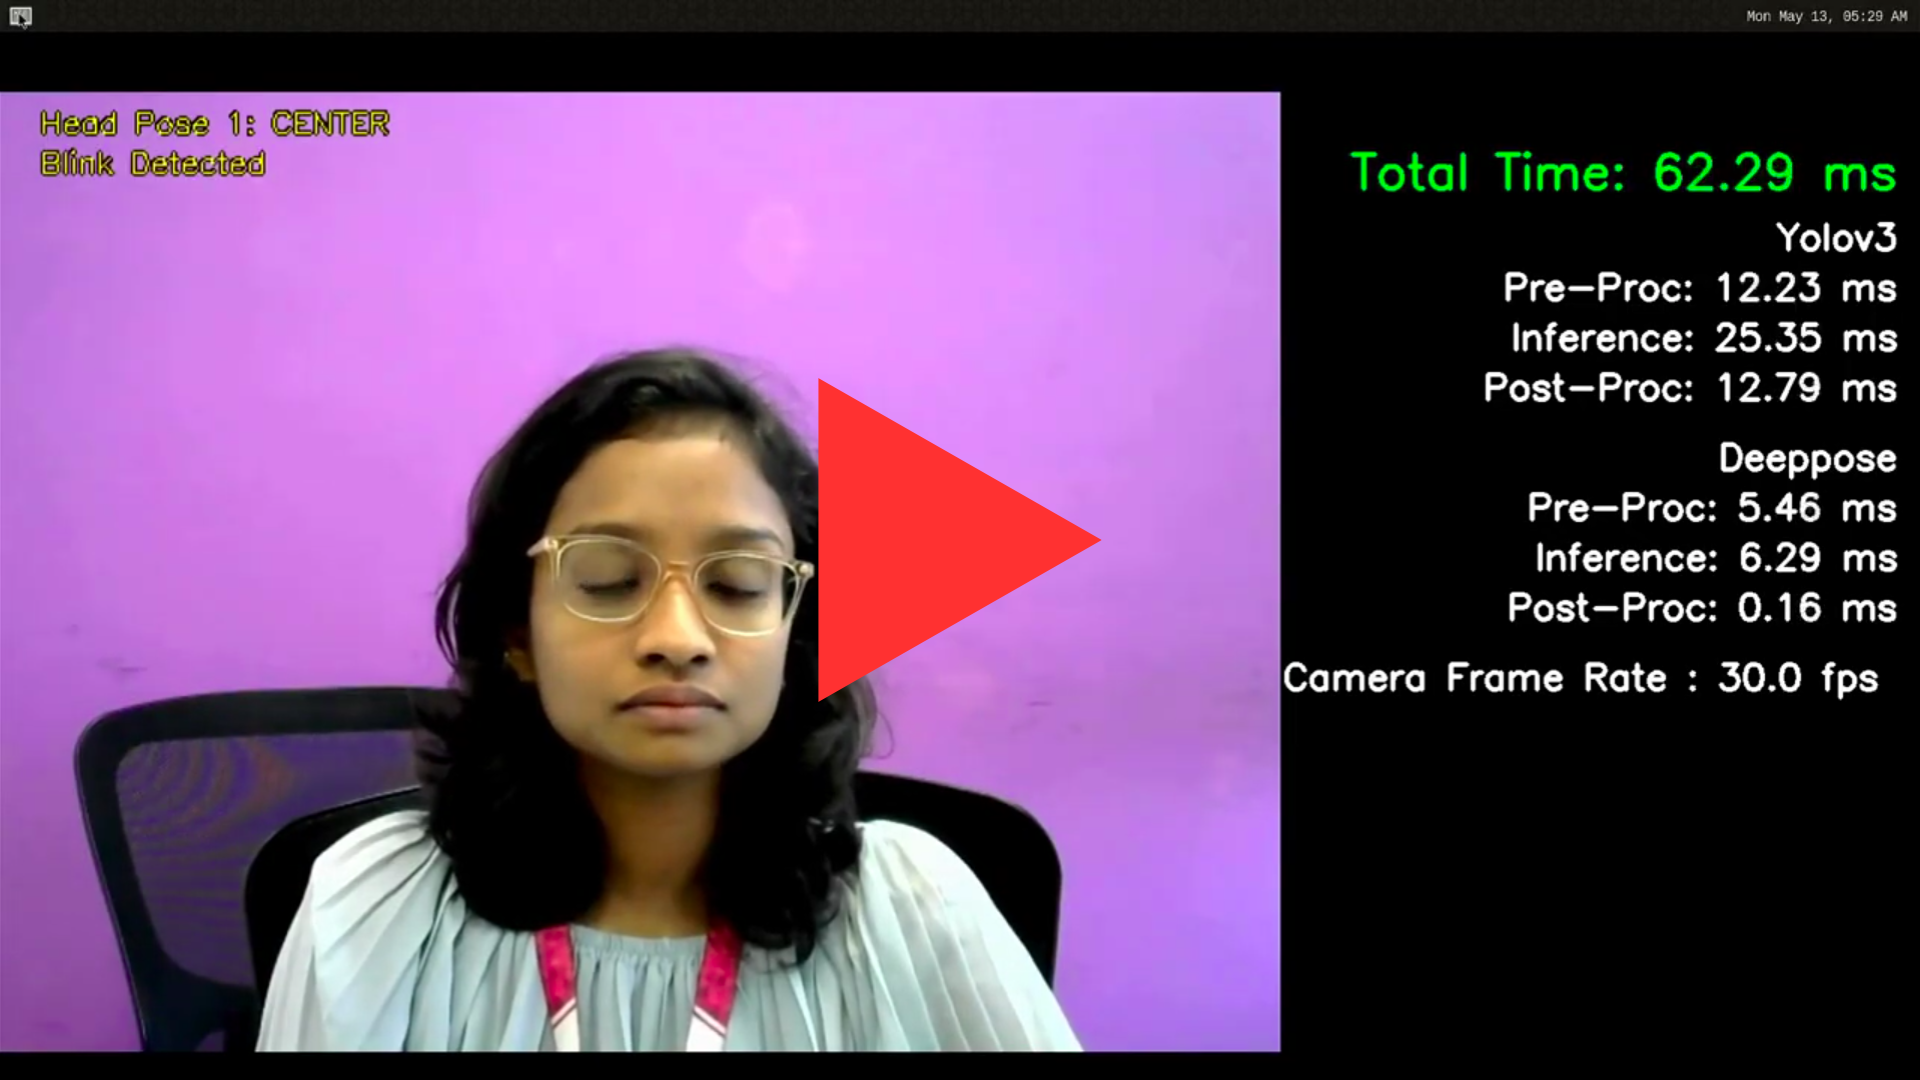 Mon May 13, 05:29 AM
Head Pose 1: CENTER
Blink Detected
Total Time: 62.29 ms
Yolov3
Pre-Proc: 12.23 ms
Inference: 25.35 ms
Post-Proc: 12.79 ms
Deeppose
Pre-Proc: 5.46 ms
Inference: 6.29 ms
Post-Proc: 0.16 ms
Camera Frame Rate : 30.0 fps